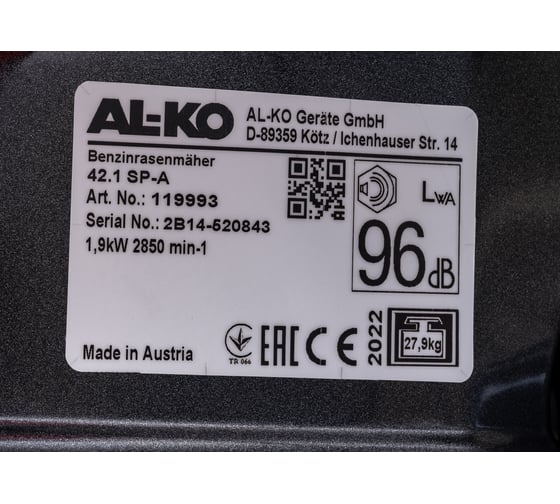 AL-KO
AL-KO Geräte GmbH
D-89359 Kötz / Ichenhauser Str. 14
Benzinrasenmäher
42.1 SP-A
Art. No.: 119993
Serial No.: 2B14-520843
1,9kW 2850 min-1
LWA
96dB
Made in Austria
TR 066
EAC CE
2022
27,9kg